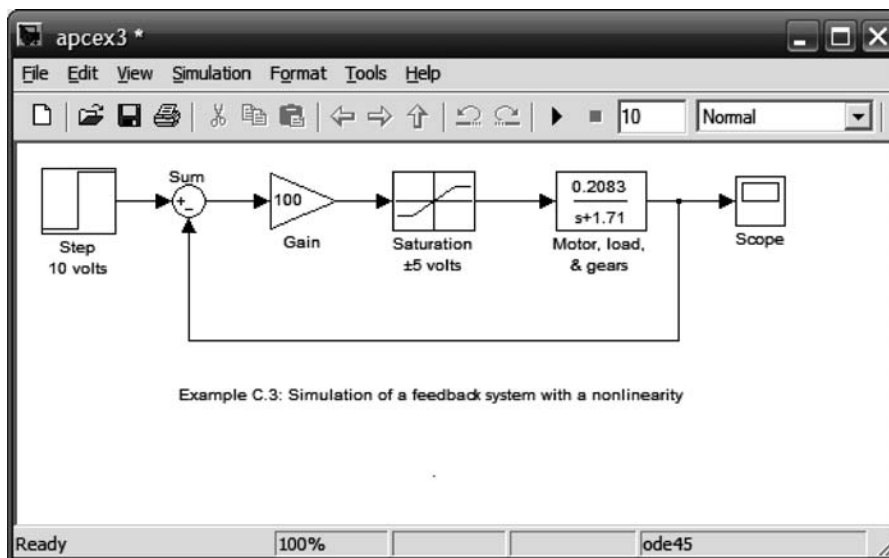 apcex3 *
File Edit View Simulation Format Tools Help
10 Normal
Sum
+
-
100
0.2083
s+1.71
Step
10 volts
Gain
Saturation
±5 volts
Motor, load,
& gears
Scope
Example C.3: Simulation of a feedback system with a nonlinearity
Ready 100% ode45